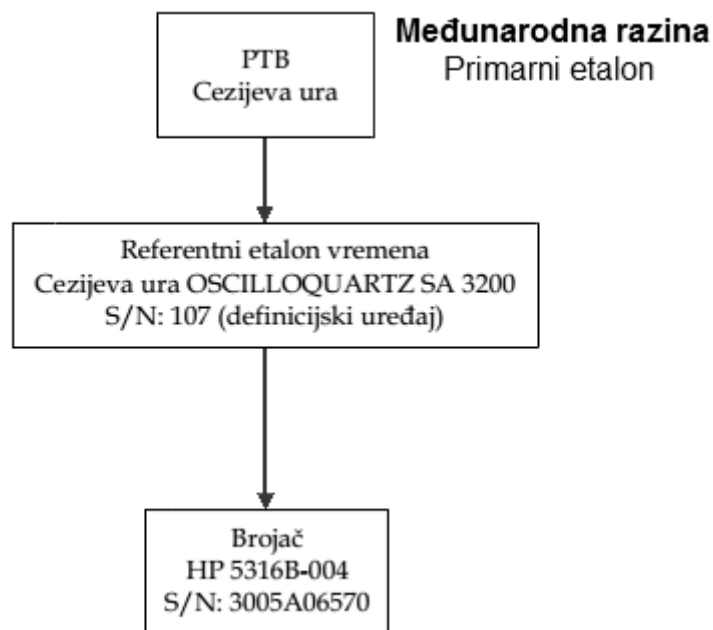 PTB
Cezijeva ura
Međunarodna razina
Primarni etalon
Referentni etalon vremena
Cezijeva ura OSCILLOQUARTZ SA 3200
S/N: 107 (definicijski uređaj)
Brojač
HP 5316B-004
S/N: 3005A06570